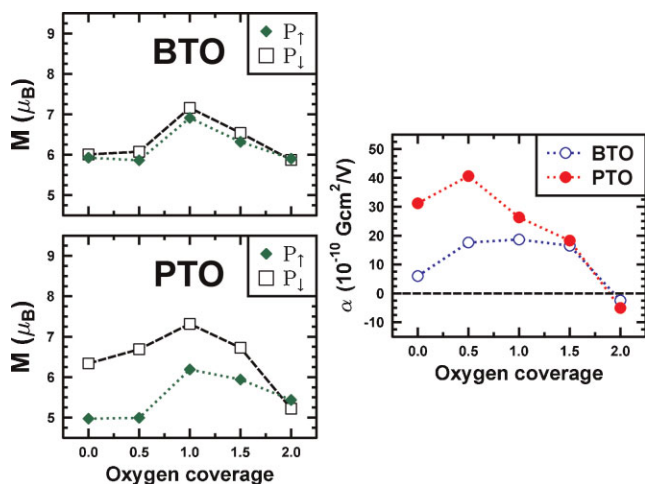 BTO
P↑
P↓
M (μB)
9
8
7
6
5
PTO
P↑
P↓
M (μB)
9
8
7
6
5
0.0 0.5 1.0 1.5 2.0
Oxygen coverage
BTO
PTO
α (10⁻¹⁰ Gcm²/V)
50
40
30
20
10
0
-10
0.0 0.5 1.0 1.5 2.0
Oxygen coverage